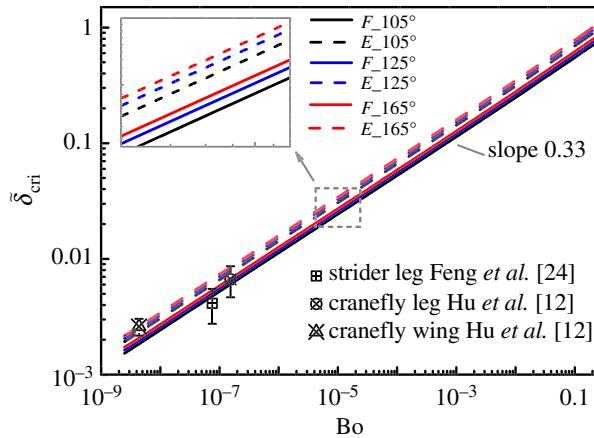 1
0.1
0.01
10⁻³
δ̃cri
F_105°
E_105°
F_125°
E_125°
F_165°
E_165°
slope 0.33
strider leg Feng et al. [24]
cranefly leg Hu et al. [12]
cranefly wing Hu et al. [12]
10⁻⁹ 10⁻⁷ 10⁻⁵ 10⁻³ 0.1
Bo